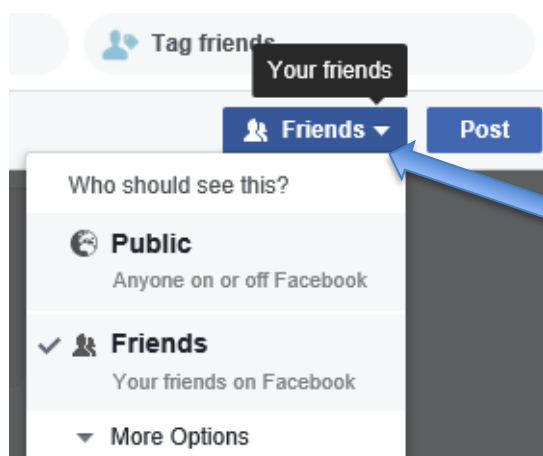 Tag friends
Your friends
Friends
Post
Who should see this?
Public
Anyone on or off Facebook
Friends
Your friends on Facebook
More Options